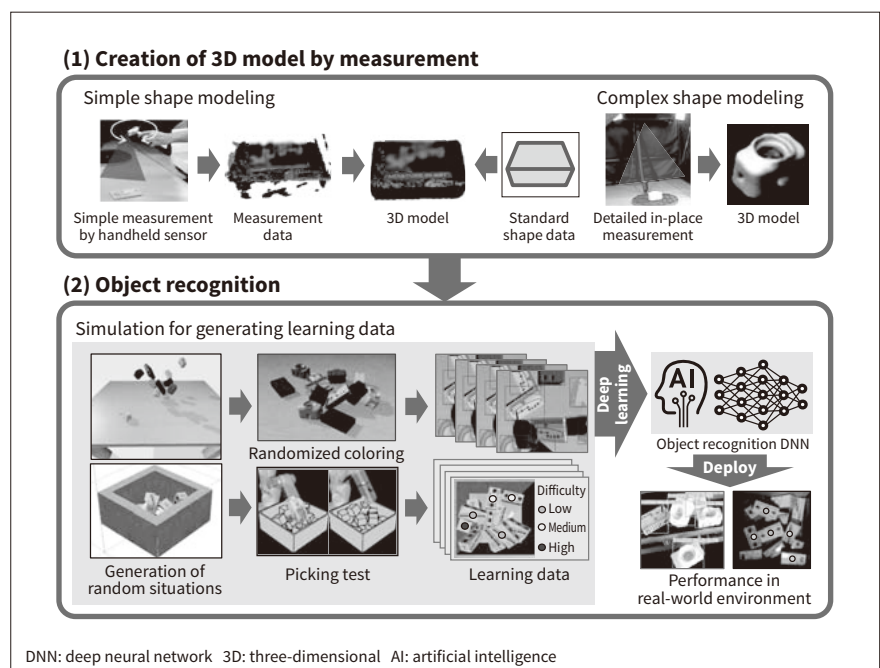 (1) Creation of 3D model by measurement
Simple shape modeling
Complex shape modeling
Simple measurement
by handheld sensor
Measurement
data
3D model
Standard
shape data
Detailed in-place
measurement
3D model
(2) Object recognition
Simulation for generating learning data
Randomized coloring
Generation of
random situations
Picking test
Difficulty
Low
Medium
High
Learning data
Deep
learning
AI
Object recognition DNN
Deploy
Performance in
real-world environment
DNN: deep neural network 3D: three-dimensional AI: artificial intelligence